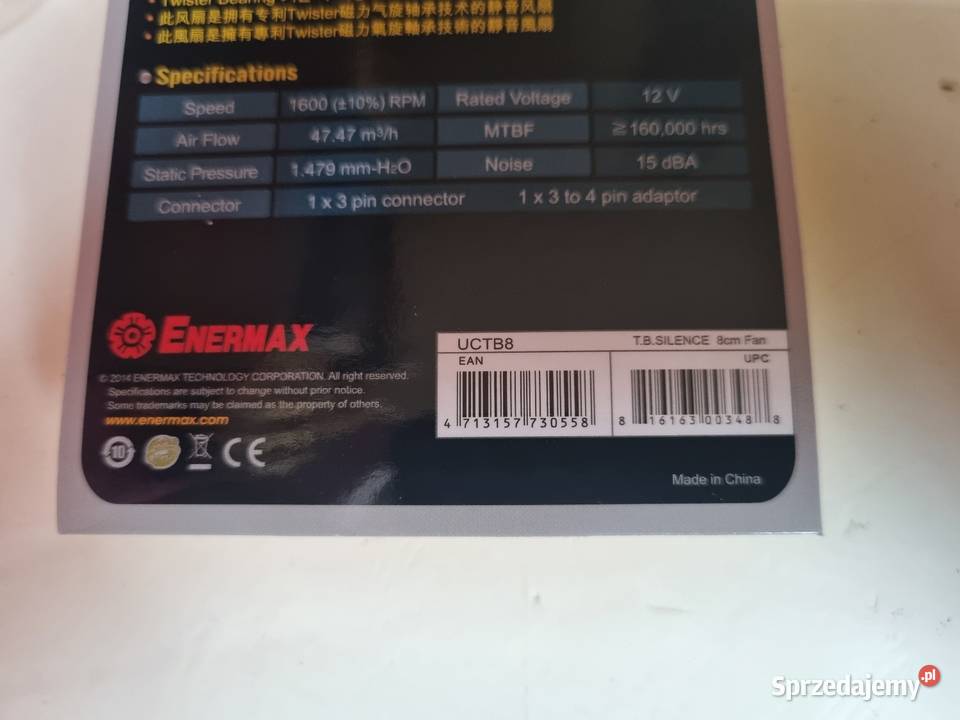 • Twister Bearing
• 此风扇是拥有专利Twister磁力气旋轴承技术的静音风扇
• 此風扇是擁有專利Twister磁力氣旋軸承技術的靜音風扇
Specifications
Speed 1600 (±10%) RPM Rated Voltage 12 V
Air Flow 47.47 m³/h MTBF ≧160,000 hrs
Static Pressure 1.479 mm-H₂O Noise 15 dBA
Connector 1 x 3 pin connector 1 x 3 to 4 pin adaptor
ENERMAX
© 2014 ENERMAX TECHNOLOGY CORPORATION. All right reserved.
Specifications are subject to change without prior notice.
Some trademarks may be claimed as the property of others.
www.enermax.com
10 CE
UCTB8 T.B.SILENCE 8cm Fan
EAN UPC
4 713157 730558 8 16163 00348 8
Made in China
Sprzedajemy.pl